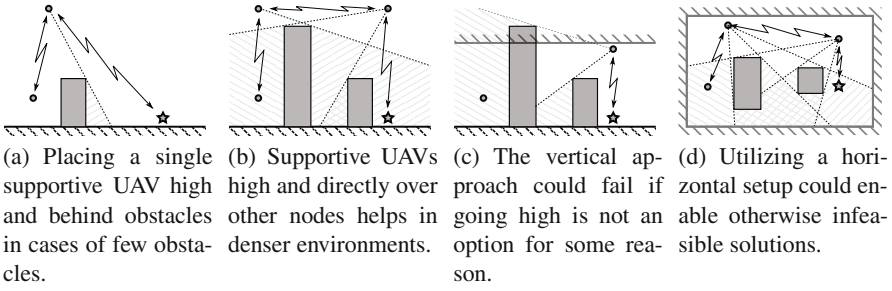 (a) Placing a single
supportive UAV high
and behind obstacles
in cases of few obsta-
cles.
(b) Supportive UAVs
high and directly over
other nodes helps in
denser environments.
(c) The vertical ap-
proach could fail if
going high is not an
option for some rea-
son.
(d) Utilizing a hori-
zontal setup could en-
able otherwise infea-
sible solutions.